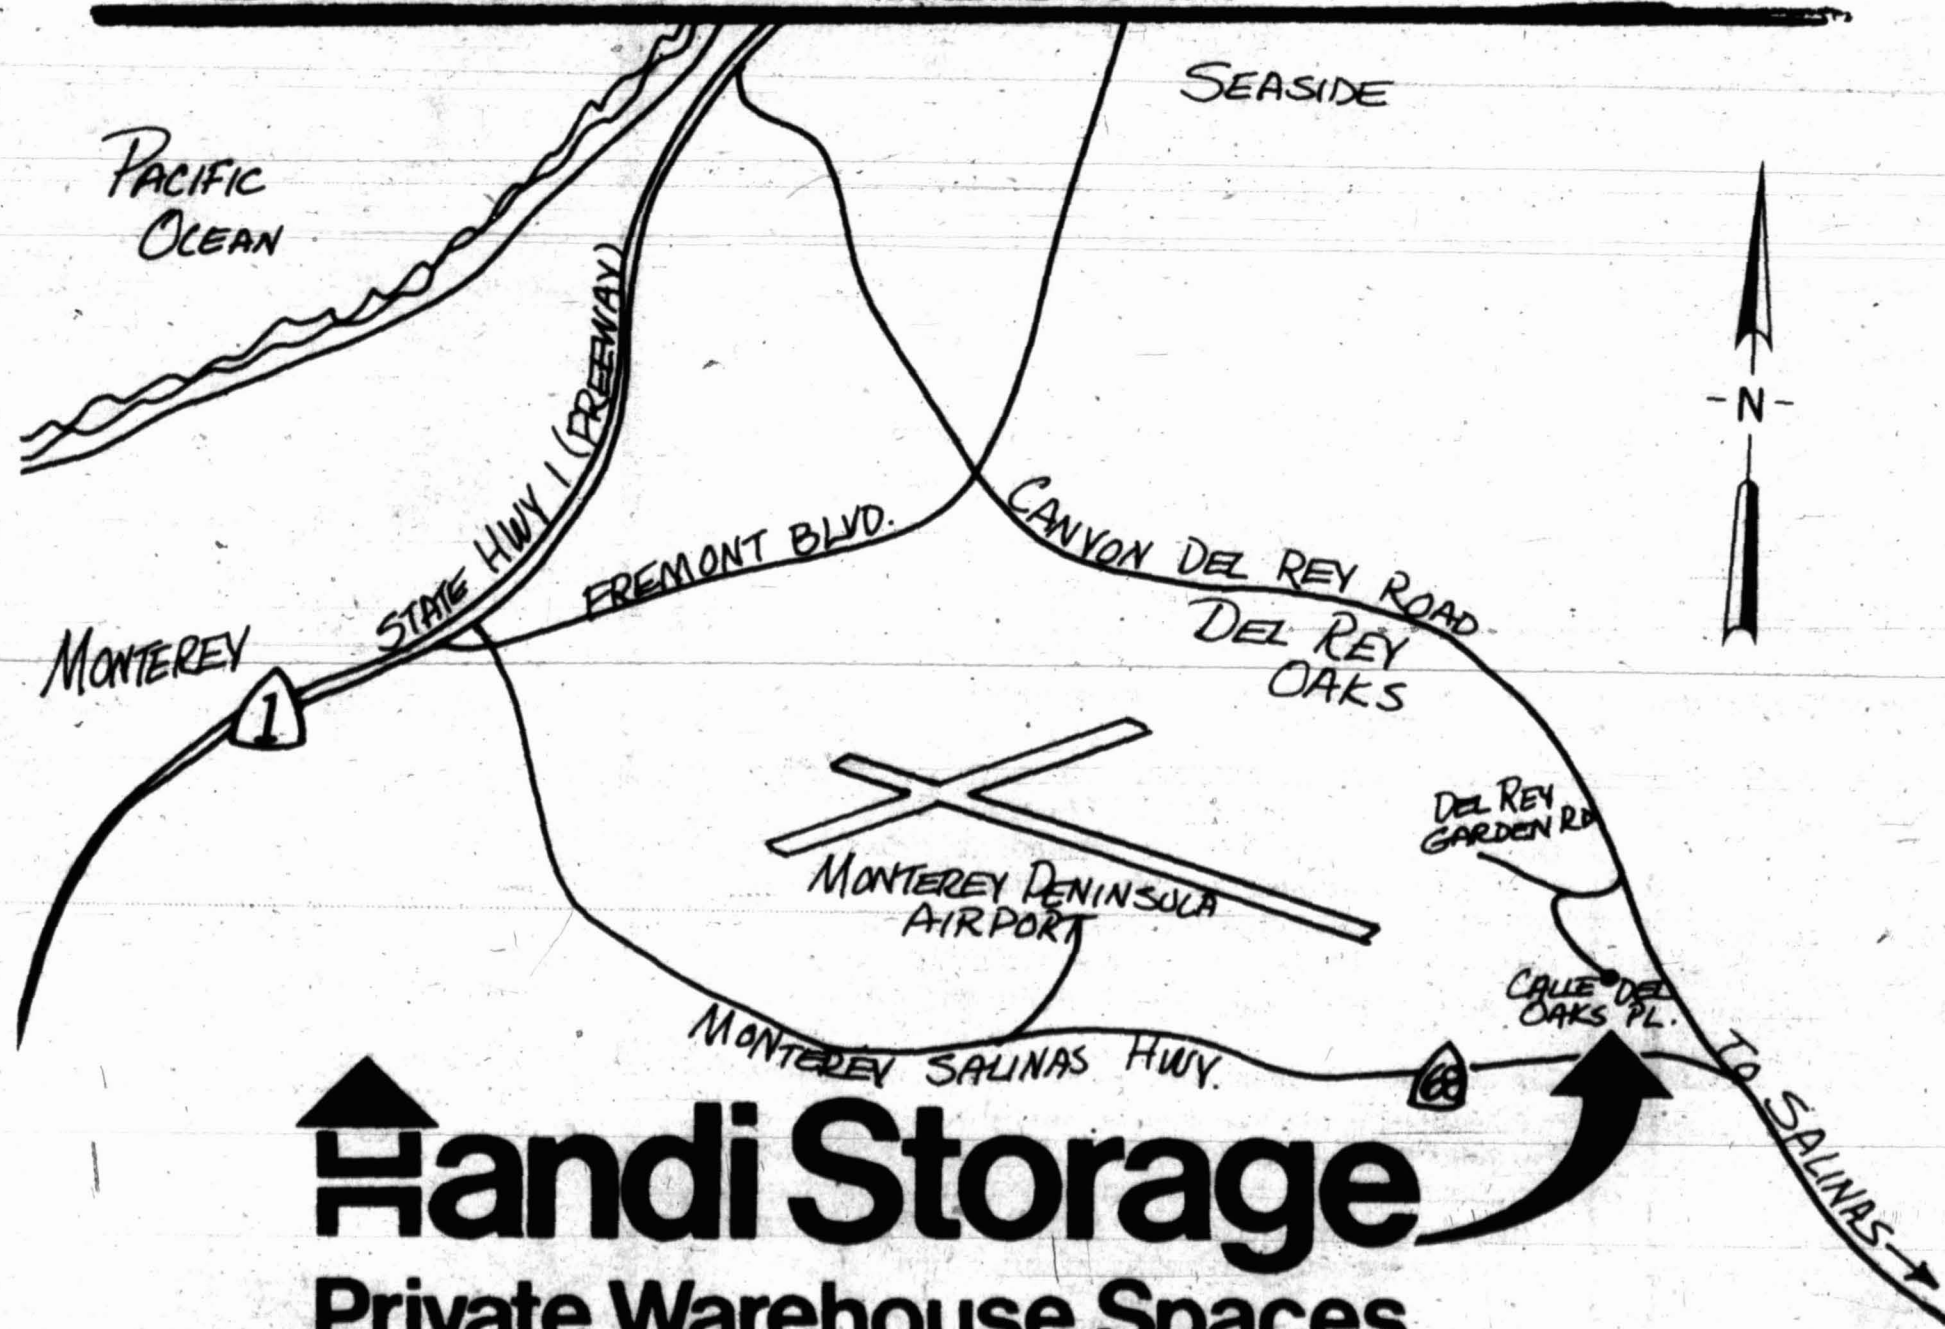 SEASIDE
PACIFIC
OCEAN
-N-
STATE HWY 1 (FREEWAY)
FREMONT BLVD.
CANYON DEL REY ROAD
DEL REY
OAKS
MONTEREY
1
DEL REY
GARDEN RD
MONTEREY PENINSULA
AIRPORT
CALLE DEL
OAKS PL.
MONTEREY SALINAS HWY.
68
TO SALINAS
Handi Storage
Private Warehouse Spaces